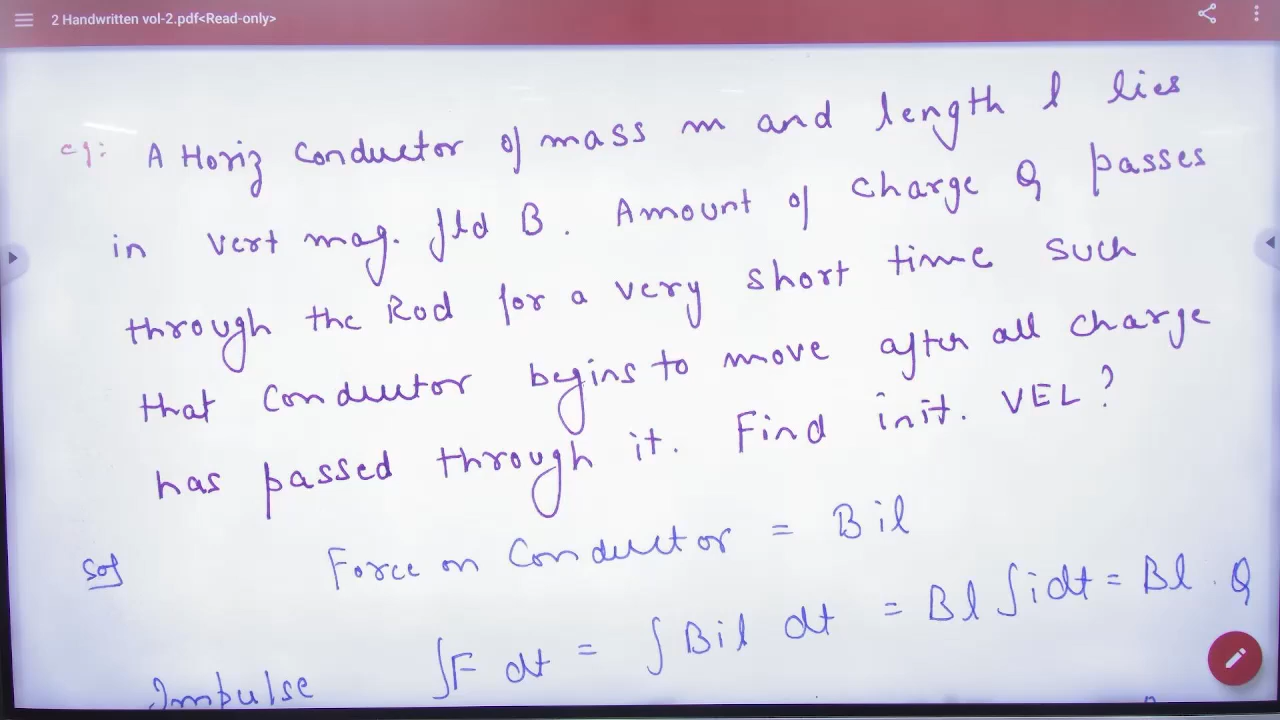 2 Handwritten vol-2.pdf<Read-only>
eg: A Horiz Conductor of mass m and length l lies
in vert mag. fld B. Amount of charge Q passes
through the Rod for a very short time such
that Conductor begins to move after all charge
has passed through it. Find init. VEL?
Sol Force on Conductor = Bil
Impulse ∫F dt = ∫Bil dt = Bl ∫idt = Bl . Q